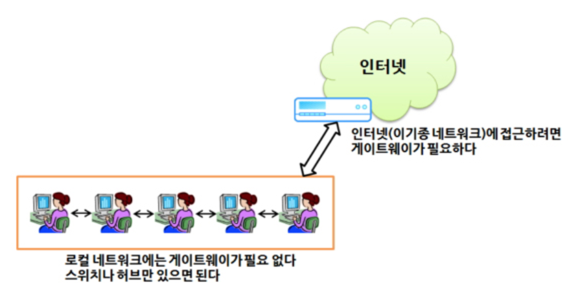 인터넷
인터넷(이기종 네트워크)에 접근하려면
게이트웨이가 필요하다
로컬 네트워크에는 게이트웨이가 필요 없다
스위치나 허브만 있으면 된다